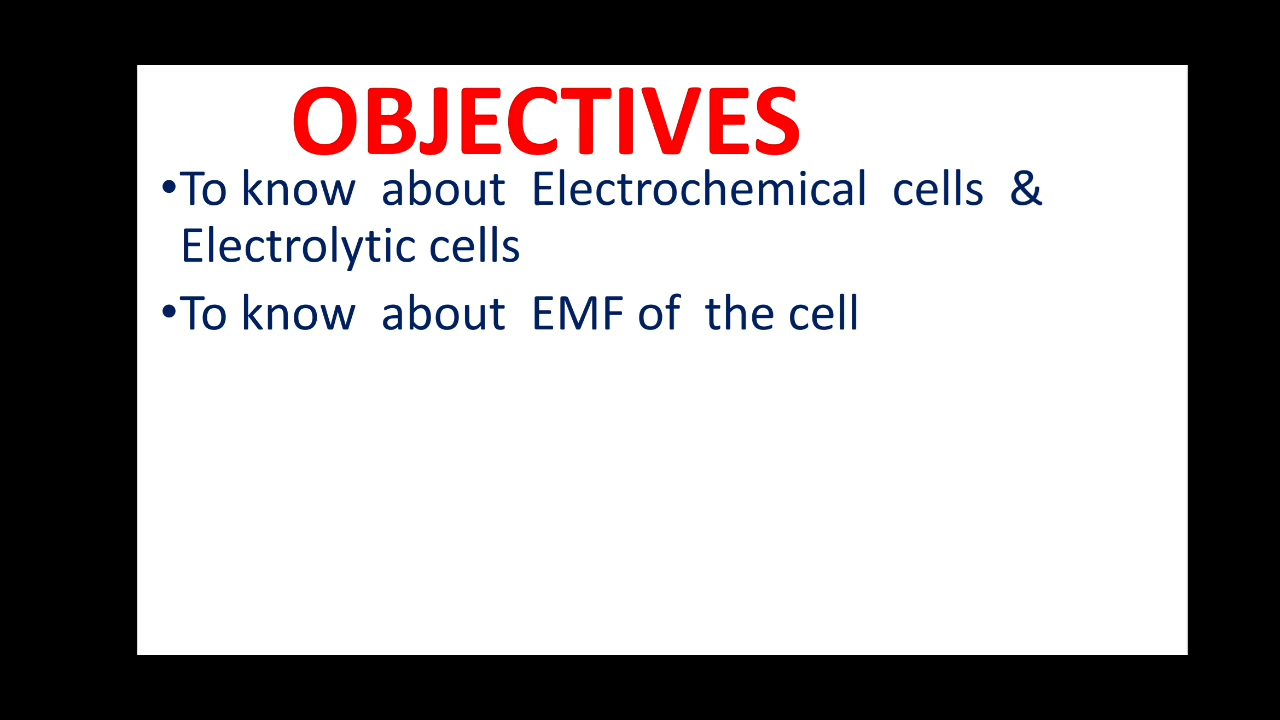 OBJECTIVES
•To know about Electrochemical cells &
Electrolytic cells
•To know about EMF of the cell